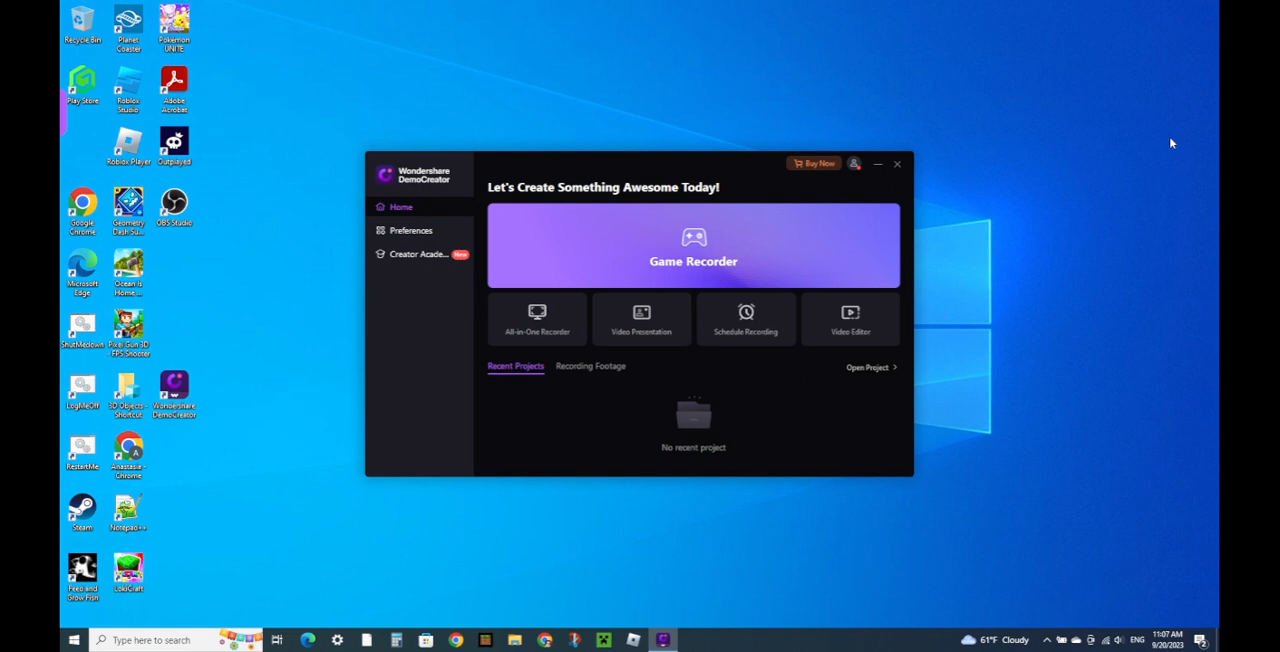 Recycle Bin
Planet
Coaster
Pokémon
UNITE
Play Store
Roblox
Studio
Adobe
Acrobat
Roblox Player
Outplayed
Google
Chrome
Geometry
Dash Su...
OBS Studio
Microsoft
Edge
Ocean Is
Home ...
ShutMedown
Pixel Gun 3D
- FPS Shooter
LogMeOff
3D Objects -
Shortcut
Wondershare
DemoCreator
RestartMe
Anastasia -
Chrome
Steam
Notepad++
Feed and
Grow Fish
LokiCraft
Wondershare
DemoCreator
Buy Now
Home
Preferences
Creator Acade...
New
Let's Create Something Awesome Today!
Game Recorder
All-in-One Recorder
Video Presentation
Schedule Recording
Video Editor
Recent Projects
Recording Footage
Open Project >
No recent project
Type here to search
61°F Cloudy
ENG
11:07 AM
9/20/2023
2